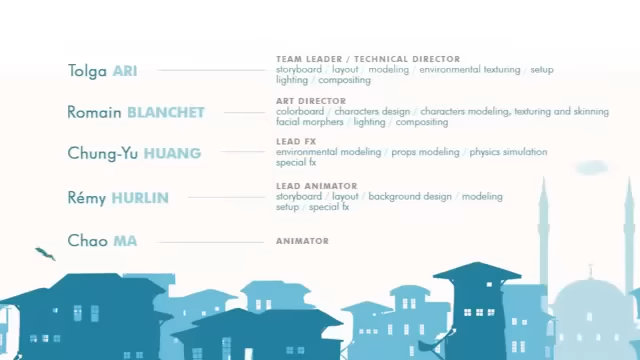 Tolga ARI
TEAM LEADER / TECHNICAL DIRECTOR
storyboard / layout / modeling / environmental texturing / setup
lighting / compositing
Romain BLANCHET
ART DIRECTOR
colorboard / characters design / characters modeling, texturing and skinning
facial morphers / lighting / compositing
Chung-Yu HUANG
LEAD FX
environmental modeling / props modeling / physics simulation
special fx
Rémy HURLIN
LEAD ANIMATOR
storyboard / layout / background design / modeling
setup / special fx
Chao MA
ANIMATOR